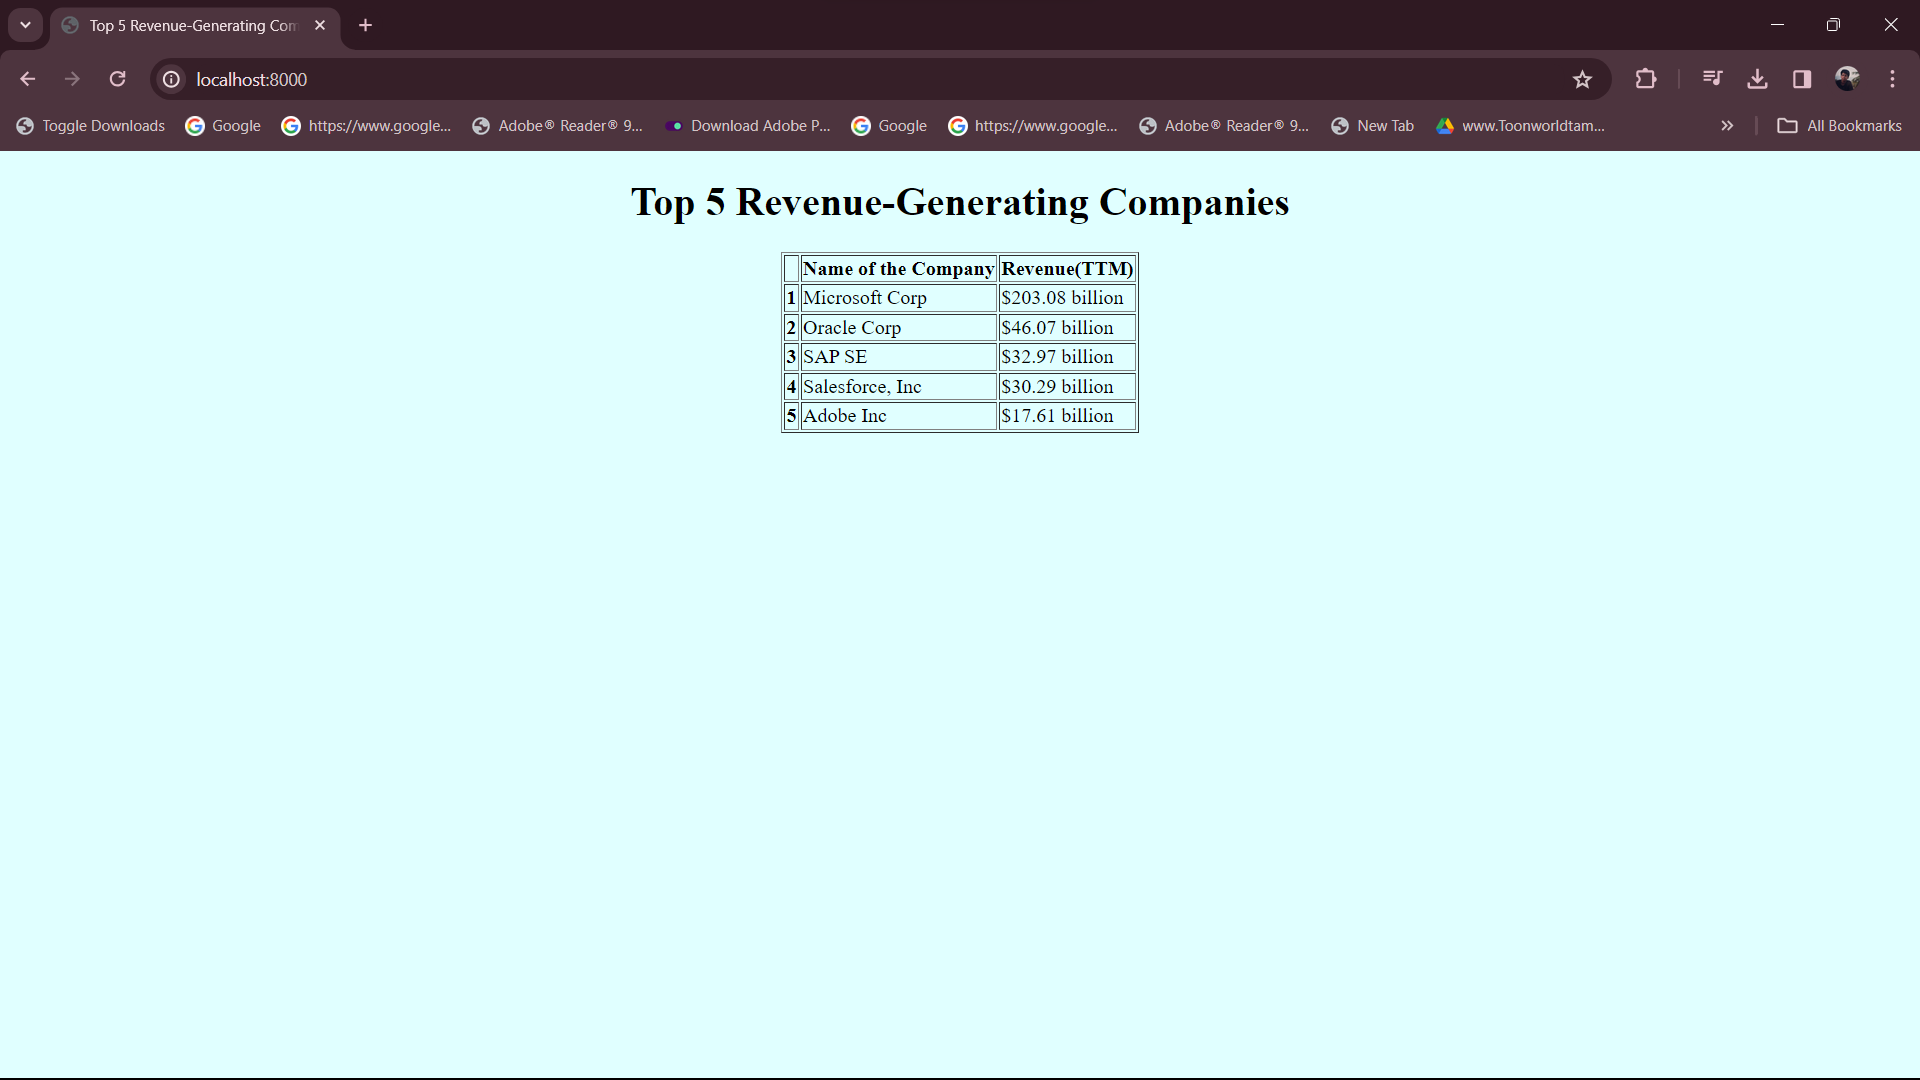 Top 5 Revenue-Generating Com
localhost:8000
Toggle Downloads Google https://www.google... Adobe® Reader® 9... Download Adobe P... Google https://www.google... Adobe® Reader® 9... New Tab www.Toonworldtam... All Bookmarks
Top 5 Revenue-Generating Companies
Name of the Company Revenue(TTM)
1 Microsoft Corp $203.08 billion
2 Oracle Corp $46.07 billion
3 SAP SE $32.97 billion
4 Salesforce, Inc $30.29 billion
5 Adobe Inc $17.61 billion